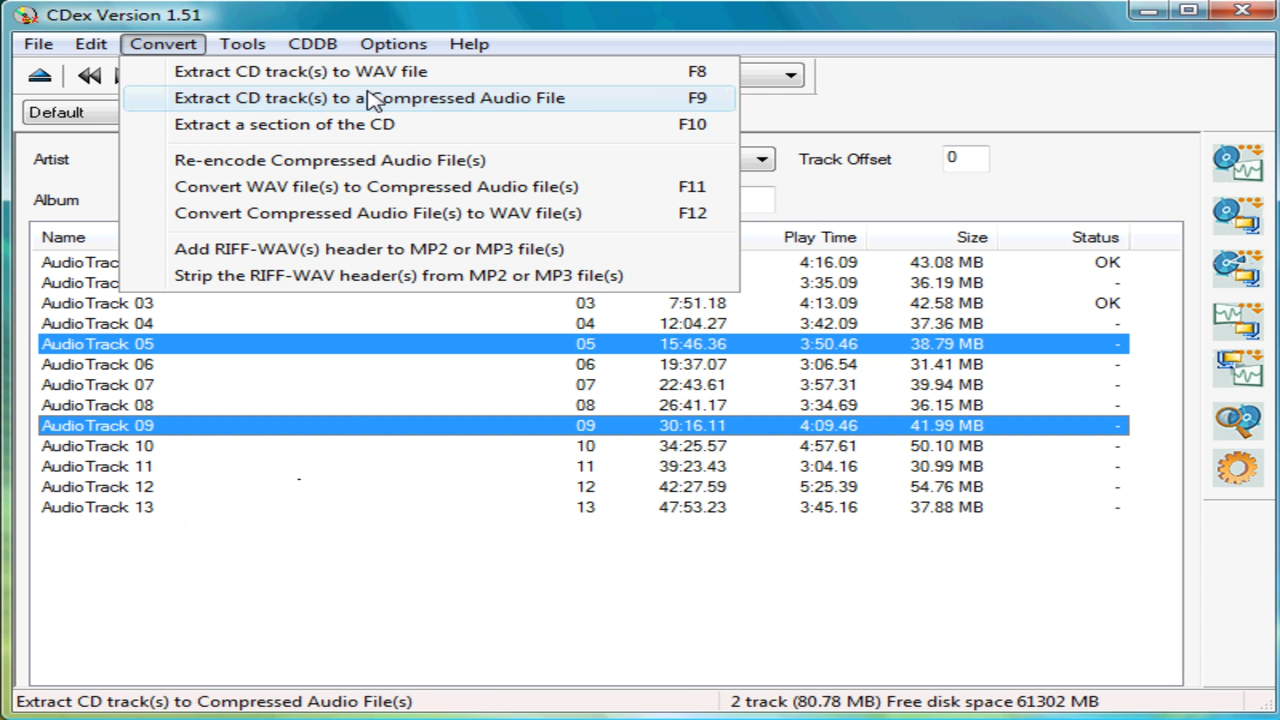 CDex Version 1.51
File Edit Convert Tools CDDB Options Help
Extract CD track(s) to WAV file F8
Extract CD track(s) to a Compressed Audio File F9
Extract a section of the CD F10
Re-encode Compressed Audio File(s)
Convert WAV file(s) to Compressed Audio file(s) F11
Convert Compressed Audio File(s) to WAV file(s) F12
Add RIFF-WAV(s) header to MP2 or MP3 file(s)
Strip the RIFF-WAV header(s) from MP2 or MP3 file(s)
Default
Artist Track Offset 0
Album
Name Play Time Size Status
4:16.09 43.08 MB OK
3:35.09 36.19 MB -
AudioTrack 03 03 7:51.18 4:13.09 42.58 MB OK
AudioTrack 04 04 12:04.27 3:42.09 37.36 MB -
AudioTrack 05 05 15:46.36 3:50.46 38.79 MB -
AudioTrack 06 06 19:37.07 3:06.54 31.41 MB -
AudioTrack 07 07 22:43.61 3:57.31 39.94 MB -
AudioTrack 08 08 26:41.17 3:34.69 36.15 MB -
AudioTrack 09 09 30:16.11 4:09.46 41.99 MB -
AudioTrack 10 10 34:25.57 4:57.61 50.10 MB -
AudioTrack 11 11 39:23.43 3:04.16 30.99 MB -
AudioTrack 12 12 42:27.59 5:25.39 54.76 MB -
AudioTrack 13 13 47:53.23 3:45.16 37.88 MB -
Extract CD track(s) to Compressed Audio File(s) 2 track (80.78 MB) Free disk space 61302 MB